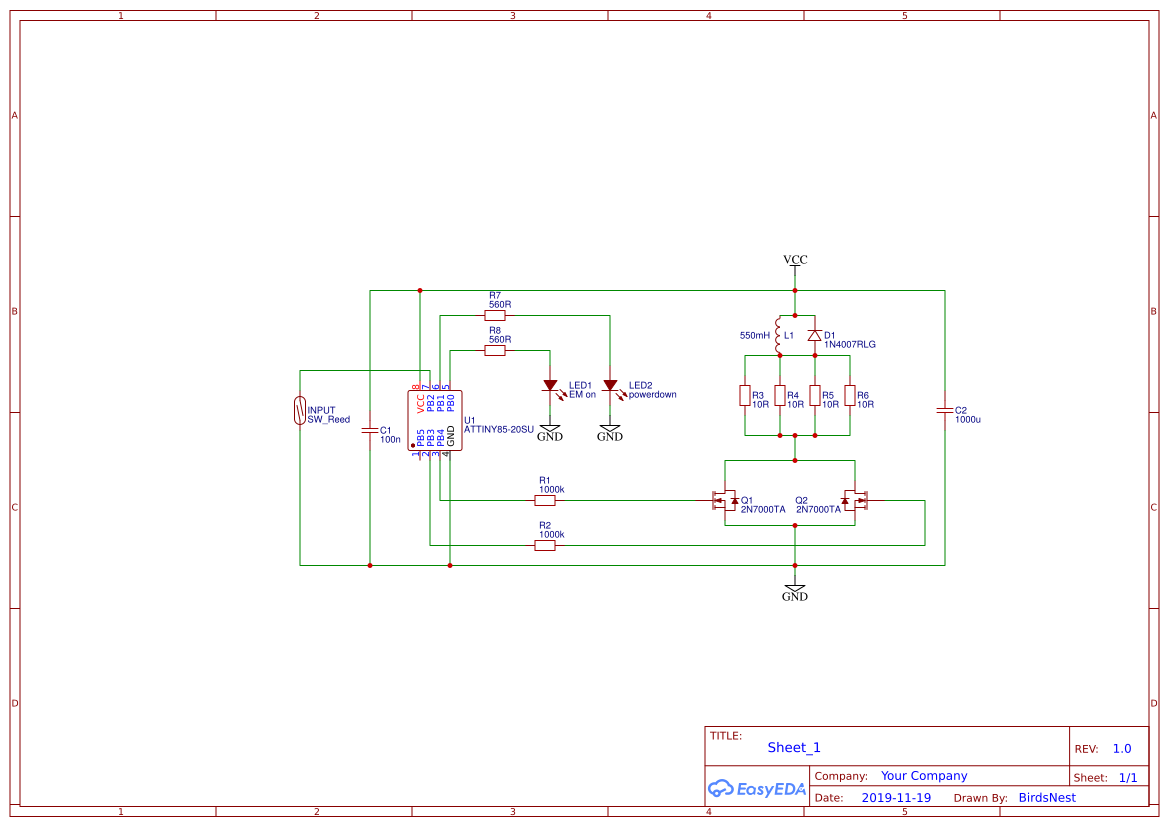 1 2 3 4 5
A A
VCC
B B
R7
560R
R8
560R
550mH L1
D1
1N4007RLG
INPUT
SW_Reed
C1
100n
8 7 6 5
VCC PB2 PB1 PB0
PB5 PB3 PB4 GND
1 2 3 4
U1
ATTINY85-20SU
LED1
EM on
LED2
powerdown
GND GND
R3
10R
R4
10R
R5
10R
R6
10R
C2
1000u
C C
R1
1000k
Q1
2N7000TA
Q2
2N7000TA
R2
1000k
GND
D D
TITLE:
Sheet_1
REV: 1.0
EasyEDA
Company: Your Company
Sheet: 1/1
Date: 2019-11-19 Drawn By: BirdsNest
1 2 3 4 5